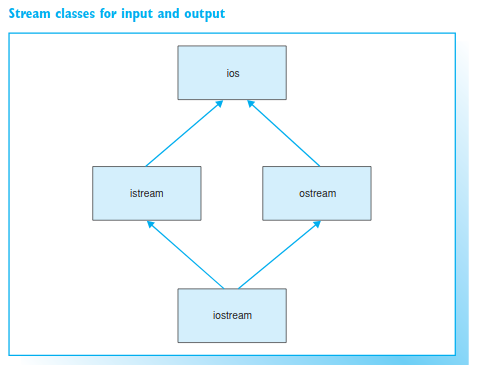 Stream classes for input and output
ios
istream
ostream
iostream